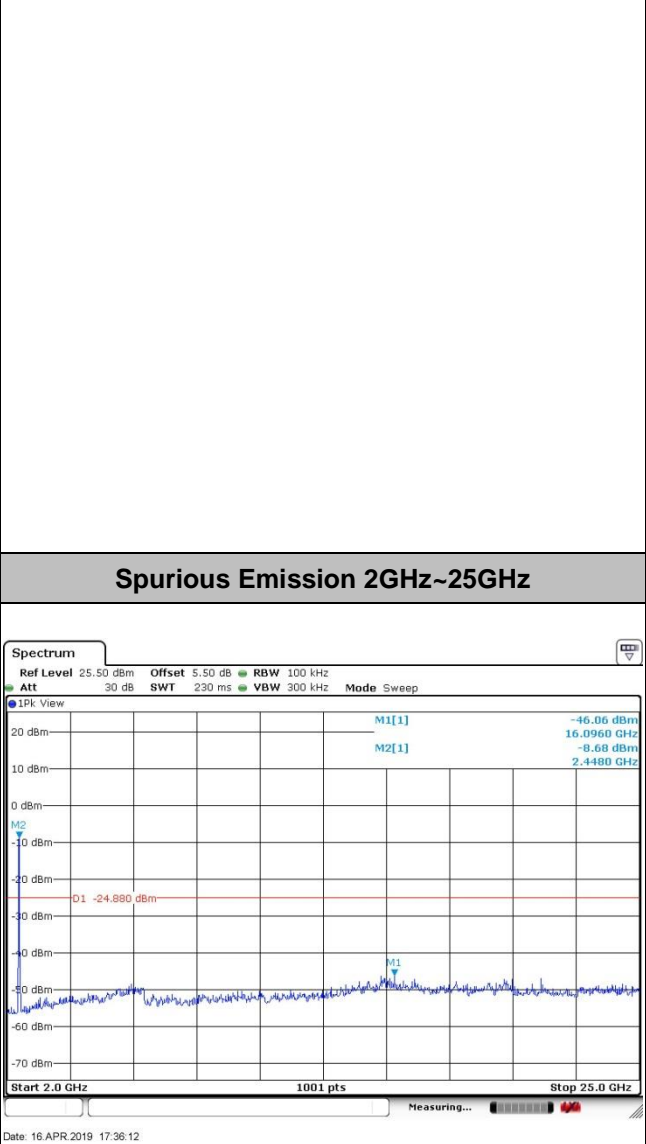 Spurious Emission 2GHz~25GHz
Spectrum
Ref Level 25.50 dBm Offset 5.50 dB RBW 100 kHz
Att 30 dB SWT 230 ms VBW 300 kHz Mode Sweep
1Pk View
M1[1] -46.06 dBm
16.0960 GHz
M2[1] -8.68 dBm
2.4480 GHz
20 dBm
10 dBm
0 dBm
M2
-10 dBm
-20 dBm
D1 -24.880 dBm
-30 dBm
-40 dBm
M1
-50 dBm
-60 dBm
-70 dBm
Start 2.0 GHz 1001 pts Stop 25.0 GHz
Measuring...
Date: 16.APR.2019 17:36:12